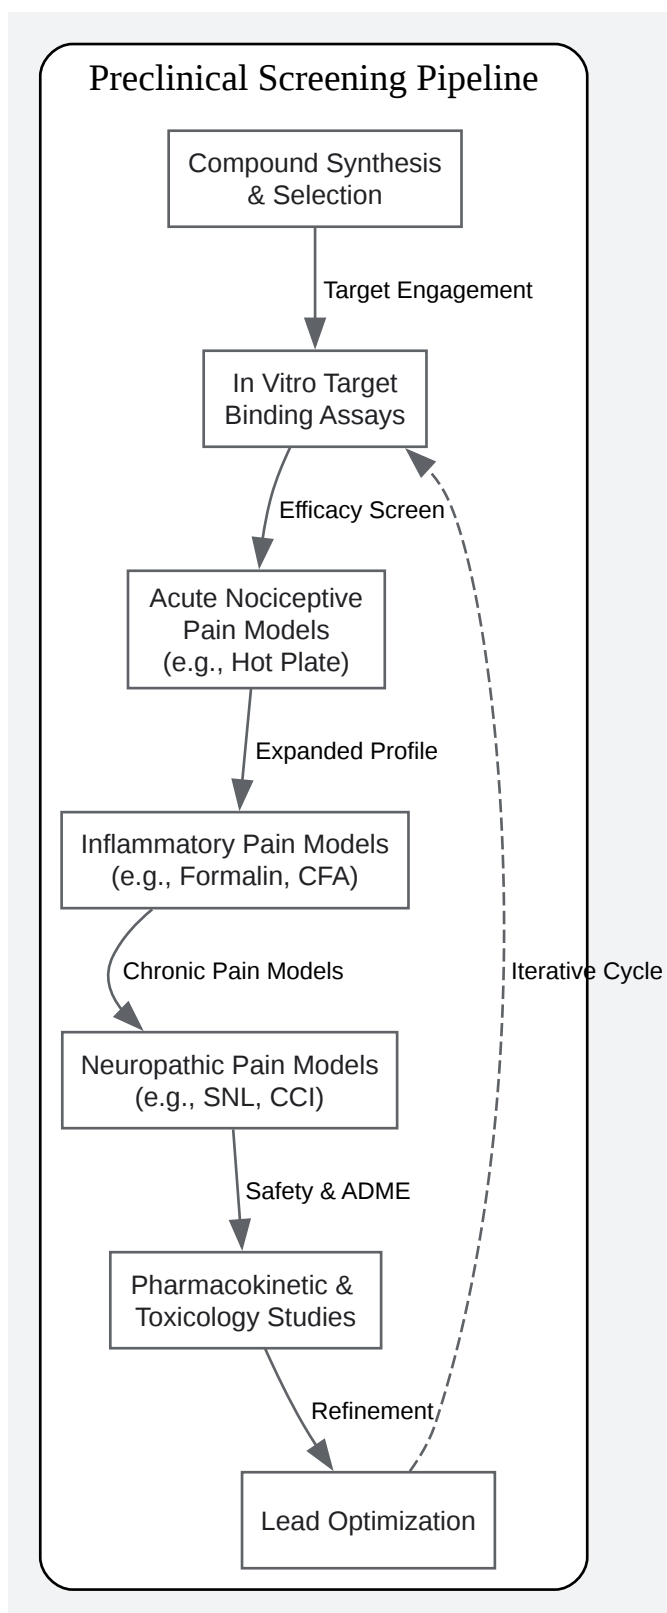 Preclinical Screening Pipeline
Compound Synthesis
& Selection
Target Engagement
In Vitro Target
Binding Assays
Efficacy Screen
Acute Nociceptive
Pain Models
(e.g., Hot Plate)
Expanded Profile
Inflammatory Pain Models
(e.g., Formalin, CFA)
Chronic Pain Models
Iterative Cycle
Neuropathic Pain Models
(e.g., SNL, CCI)
Safety & ADME
Pharmacokinetic &
Toxicology Studies
Refinement
Lead Optimization